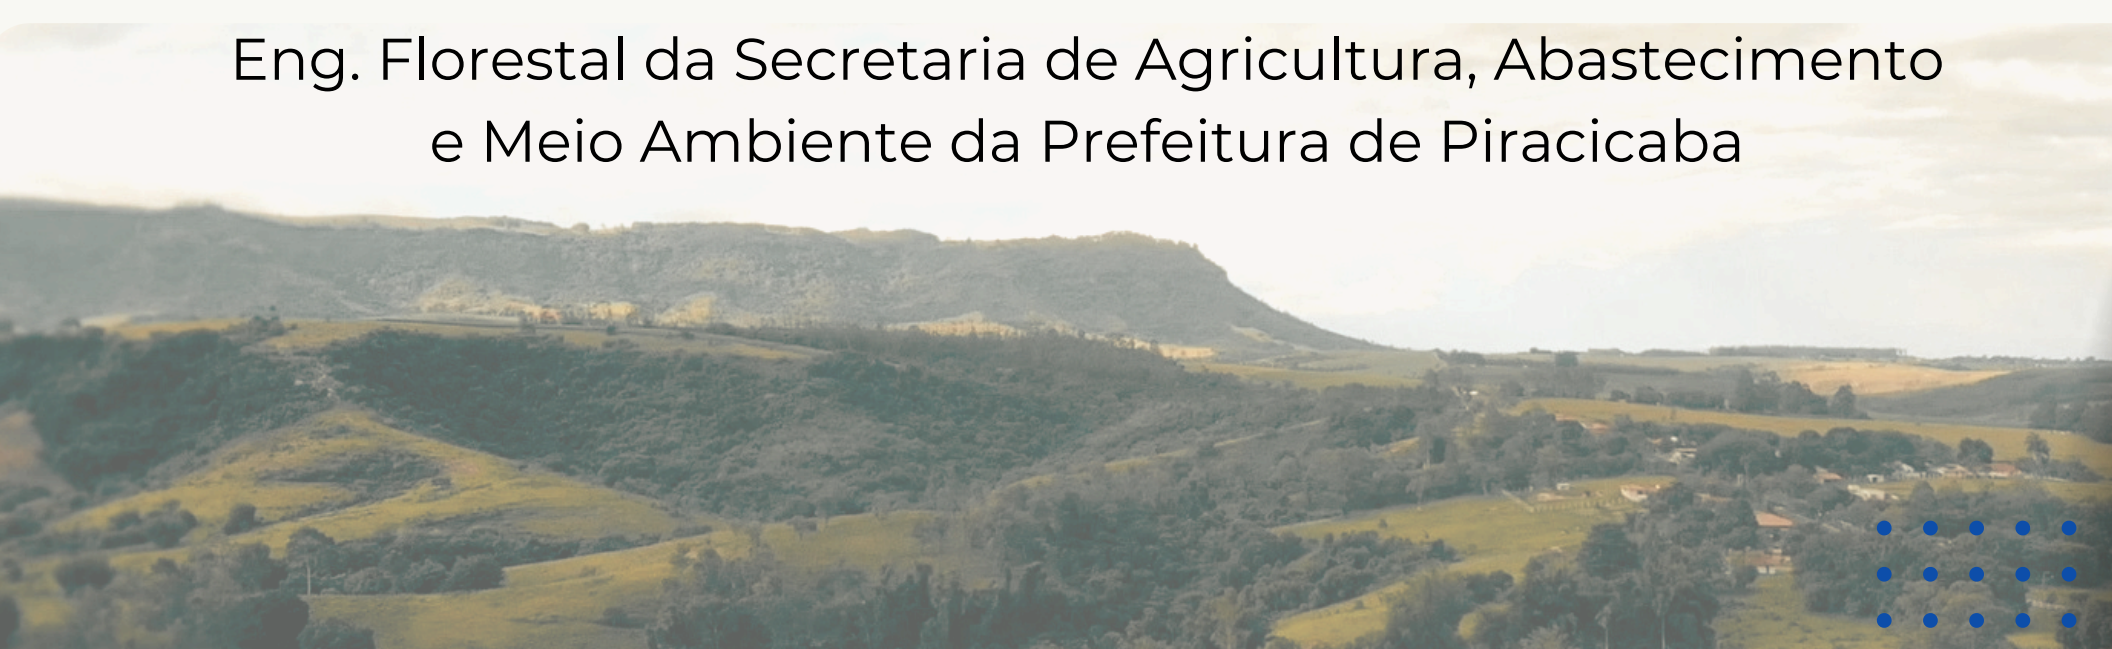 Eng. Florestal da Secretaria de Agricultura, Abastecimento
e Meio Ambiente da Prefeitura de Piracicaba